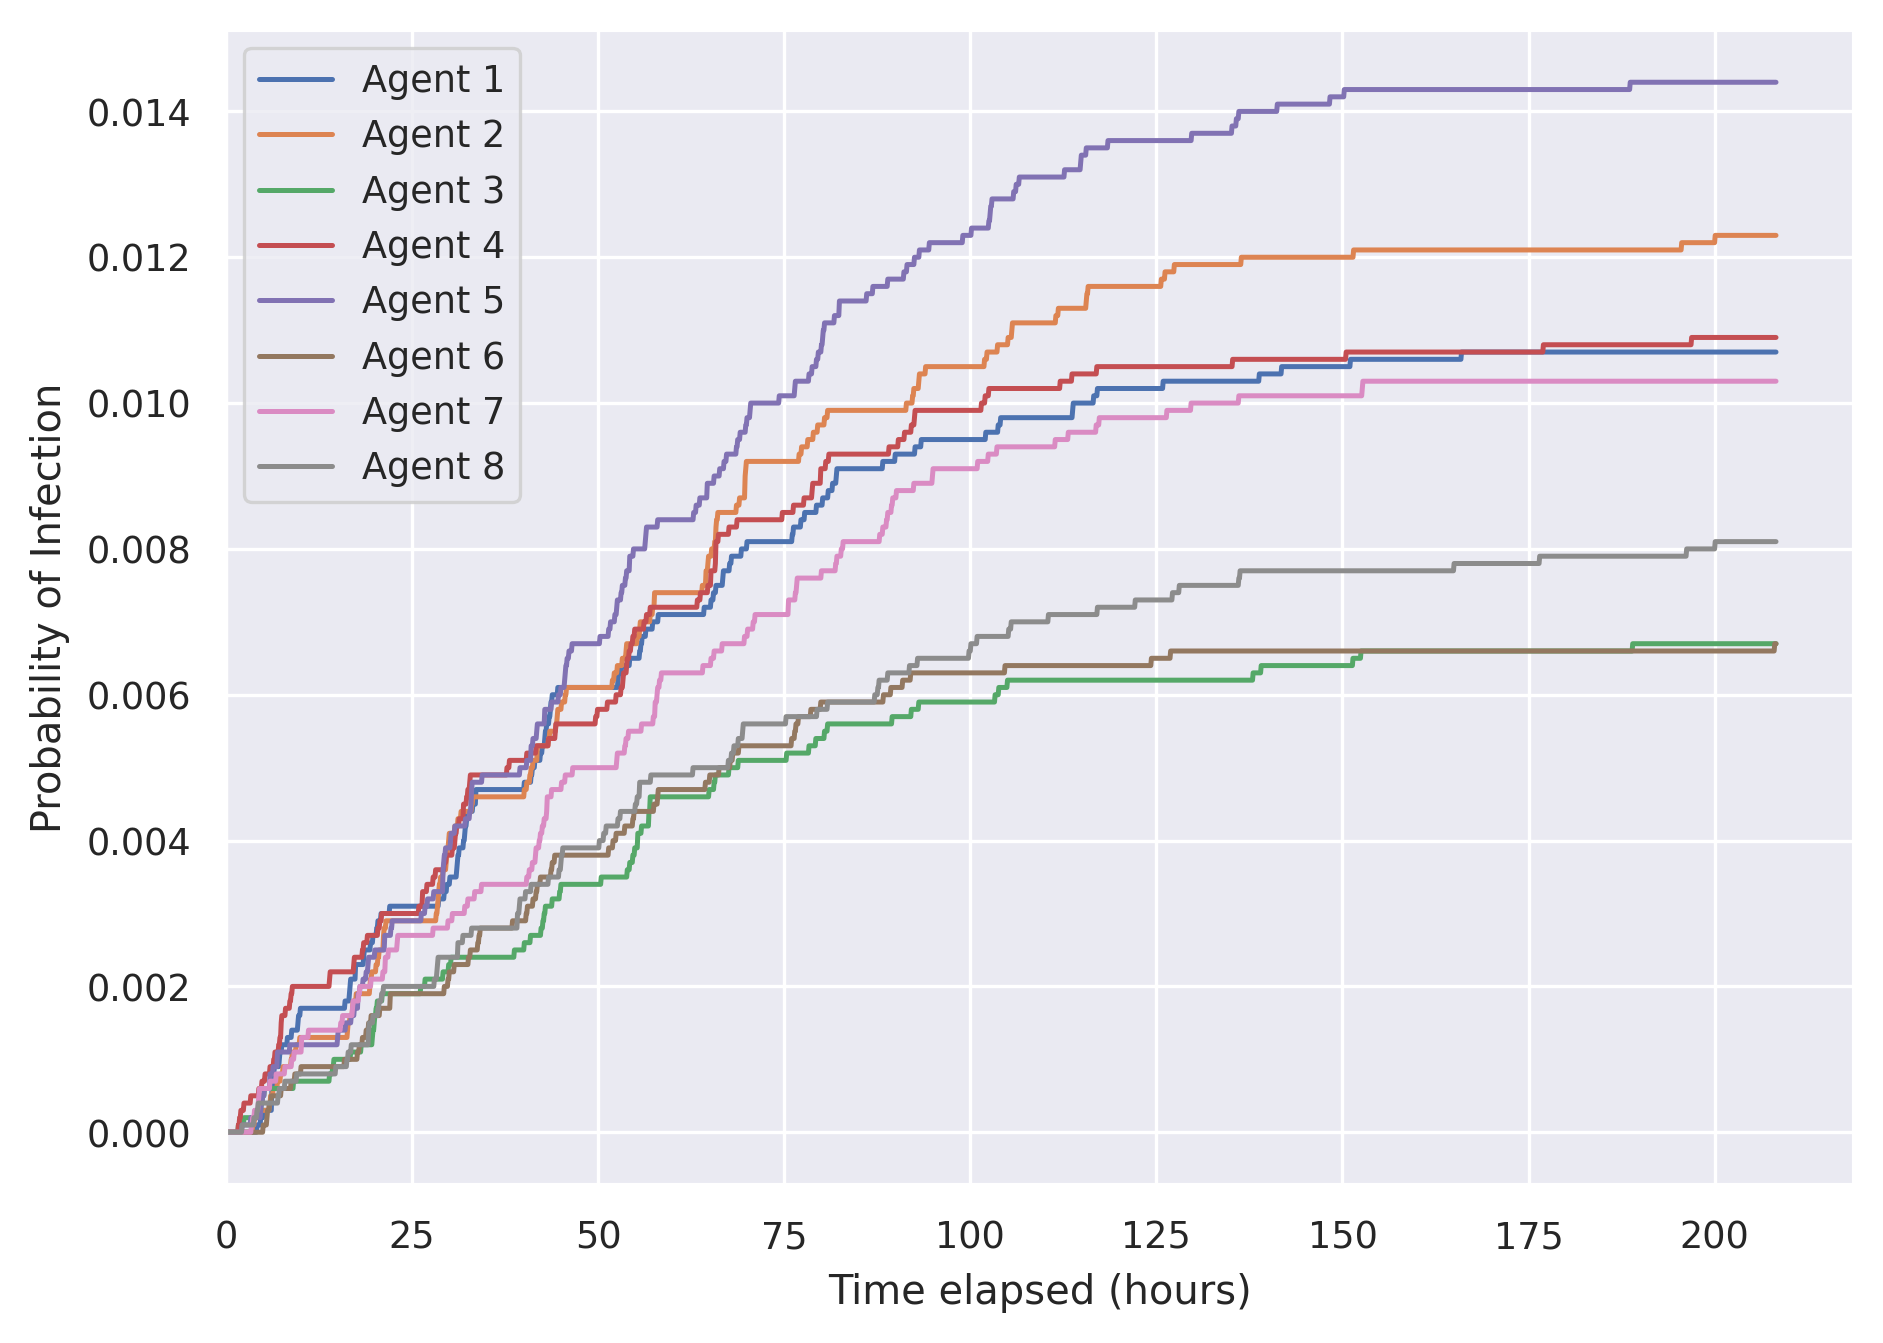 Agent 1
Agent 2
Agent 3
Agent 4
Agent 5
Agent 6
Agent 7
Agent 8
0.014
0.012
0.010
0.008
0.006
0.004
0.002
0.000
Probability of Infection
0 25 50 75 100 125 150 175 200
Time elapsed (hours)